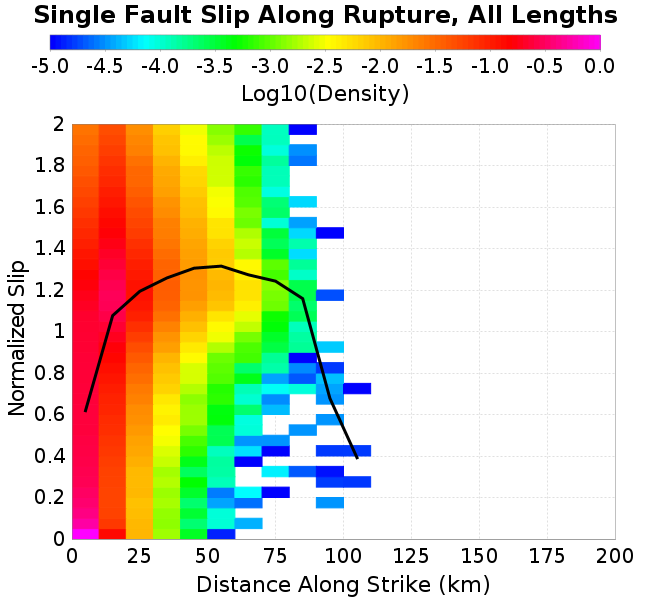 Single Fault Slip Along Rupture, All Lengths
-5.0 -4.5 -4.0 -3.5 -3.0 -2.5 -2.0 -1.5 -1.0 -0.5 0.0
Log10(Density)
Normalized Slip
2
1.8
1.6
1.4
1.2
1
0.8
0.6
0.4
0.2
0
0 25 50 75 100 125 150 175 200
Distance Along Strike (km)